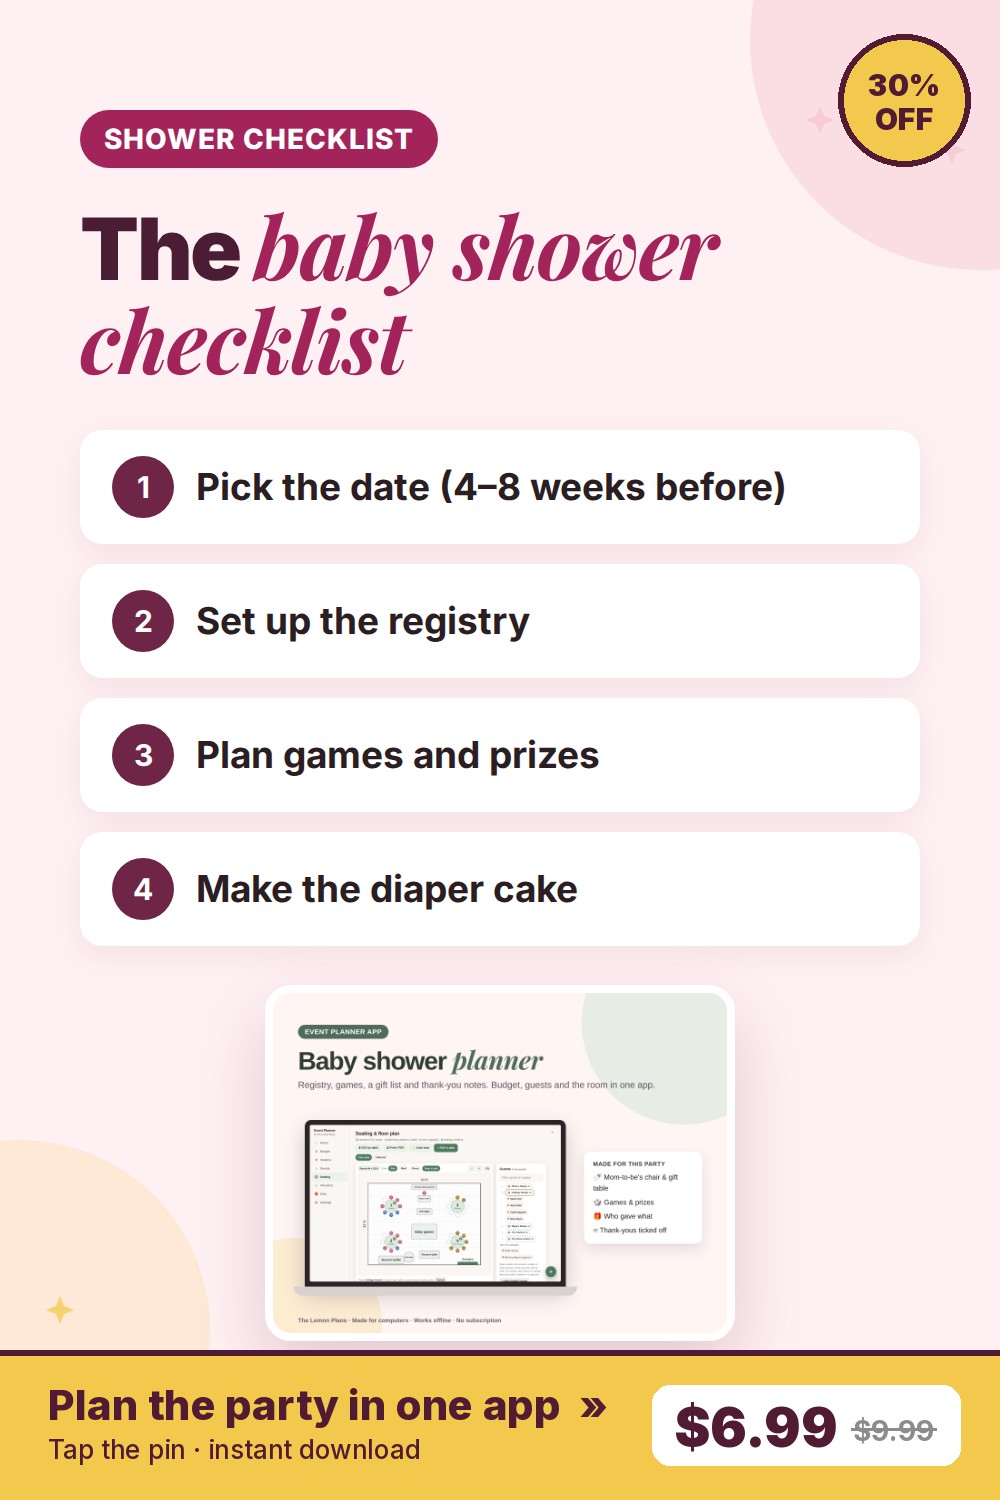 30%
OFF
SHOWER CHECKLIST
The baby shower
checklist
1 Pick the date (4–8 weeks before)
2 Set up the registry
3 Plan games and prizes
4 Make the diaper cake
EVENT PLANNER APP
Baby shower planner
Registry, games, a gift list and thank-you notes. Budget, guests and the room in one app.
Event Planner
Seating & floor plan
MADE FOR THIS PARTY
Mom-to-be's chair & gift
table
Games & prizes
Who gave what
Thank-yous ticked off
The Lemon Plans · Made for computers · Works offline · No subscription
Plan the party in one app »
Tap the pin · instant download
$6.99 $9.99